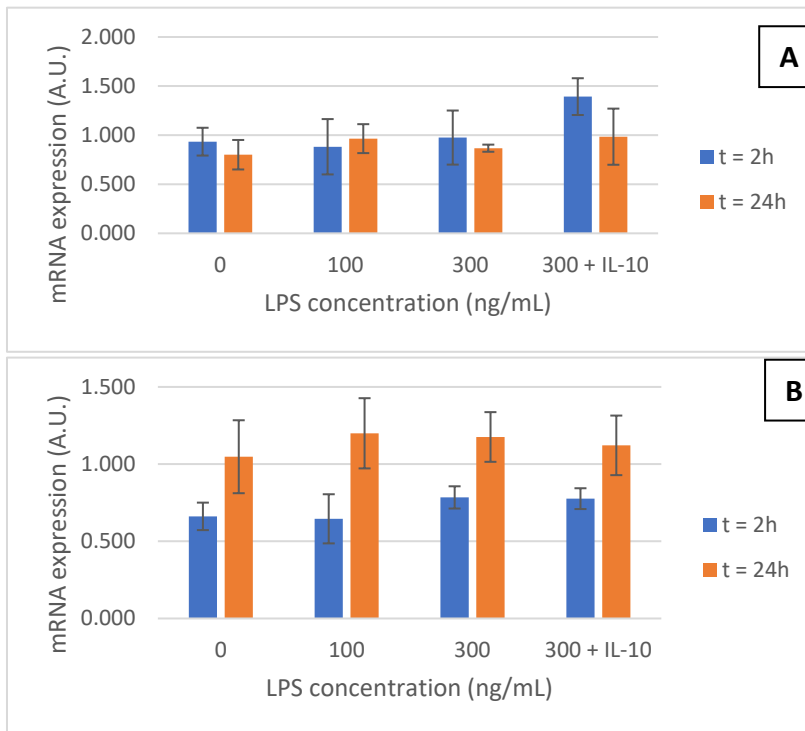 A
2.000
1.500
1.000
0.500
0.000
mRNA expression (A.U.)
0 100 300 300 + IL-10
LPS concentration (ng/mL)
t = 2h
t = 24h
B
1.500
1.000
0.500
0.000
mRNA expression (A.U.)
0 100 300 300 + IL-10
LPS concentration (ng/mL)
t = 2h
t = 24h